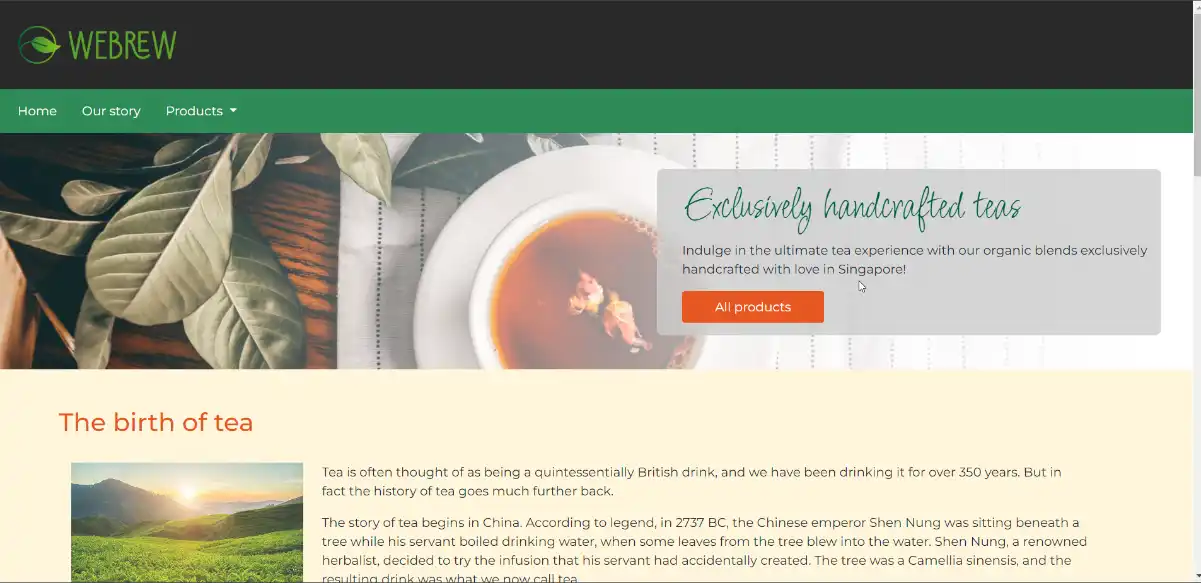 WEBREW
Home
Our story
Products
Exclusively handcrafted teas
Indulge in the ultimate tea experience with our organic blends exclusively
handcrafted with love in Singapore!
All products
The birth of tea
Tea is often thought of as being a quintessentially British drink, and we have been drinking it for over 350 years. But in
fact the history of tea goes much further back.
The story of tea begins in China. According to legend, in 2737 BC, the Chinese emperor Shen Nung was sitting beneath a
tree while his servant boiled drinking water, when some leaves from the tree blew into the water. Shen Nung, a renowned
herbalist, decided to try the infusion that his servant had accidentally created. The tree was a Camellia sinensis, and the
resulting drink was what we now call tea